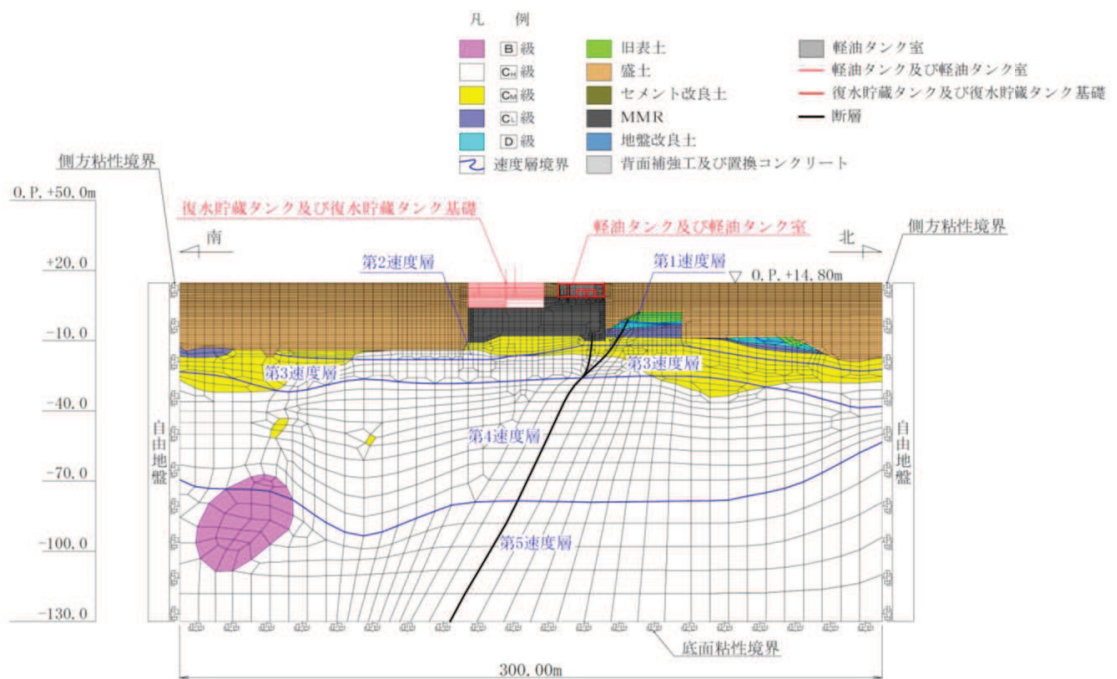 凡 例
B級
CH級
CM級
CL級
D級
速度層境界
旧表土
盛土
セメント改良土
MMR
地盤改良土
背面補強工及び置換コンクリート
軽油タンク室
軽油タンク及び軽油タンク室
復水貯蔵タンク及び復水貯蔵タンク基礎
断層
側方粘性境界
O.P.+50.0m
復水貯蔵タンク及び復水貯蔵タンク基礎
軽油タンク及び軽油タンク室
側方粘性境界
南
北
+20.0
第2速度層
第1速度層
O.P.+14.80m
-10.0
第3速度層
第3速度層
-40.0
第4速度層
自由地盤
自由地盤
-70.0
-100.0
第5速度層
-130.0
底面粘性境界
300.00m